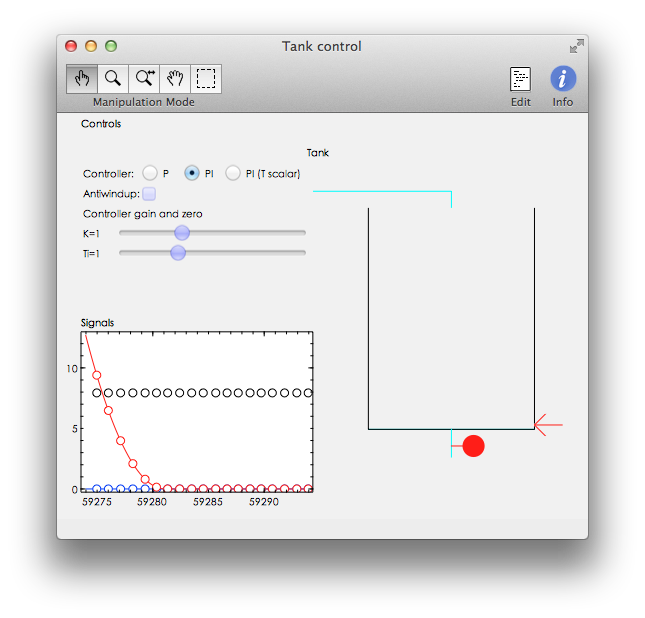 Tank control
Manipulation Mode
Edit
Info
Controls
Tank
Controller: P PI PI (T scalar)
Antiwindup:
Controller gain and zero
K=1
Ti=1
Signals
10
5
0
59275 59280 59285 59290